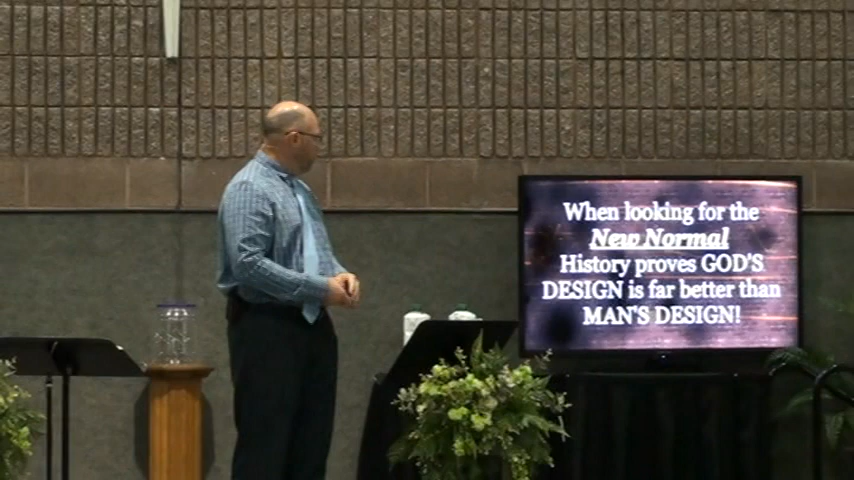 When looking for the
New Normal
History proves GOD'S
DESIGN is far better than
MAN'S DESIGN!